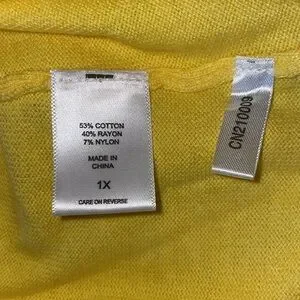 53% COTTON
40% RAYON
7% NYLON
MADE IN
CHINA
1X
CARE ON REVERSE
CN210009